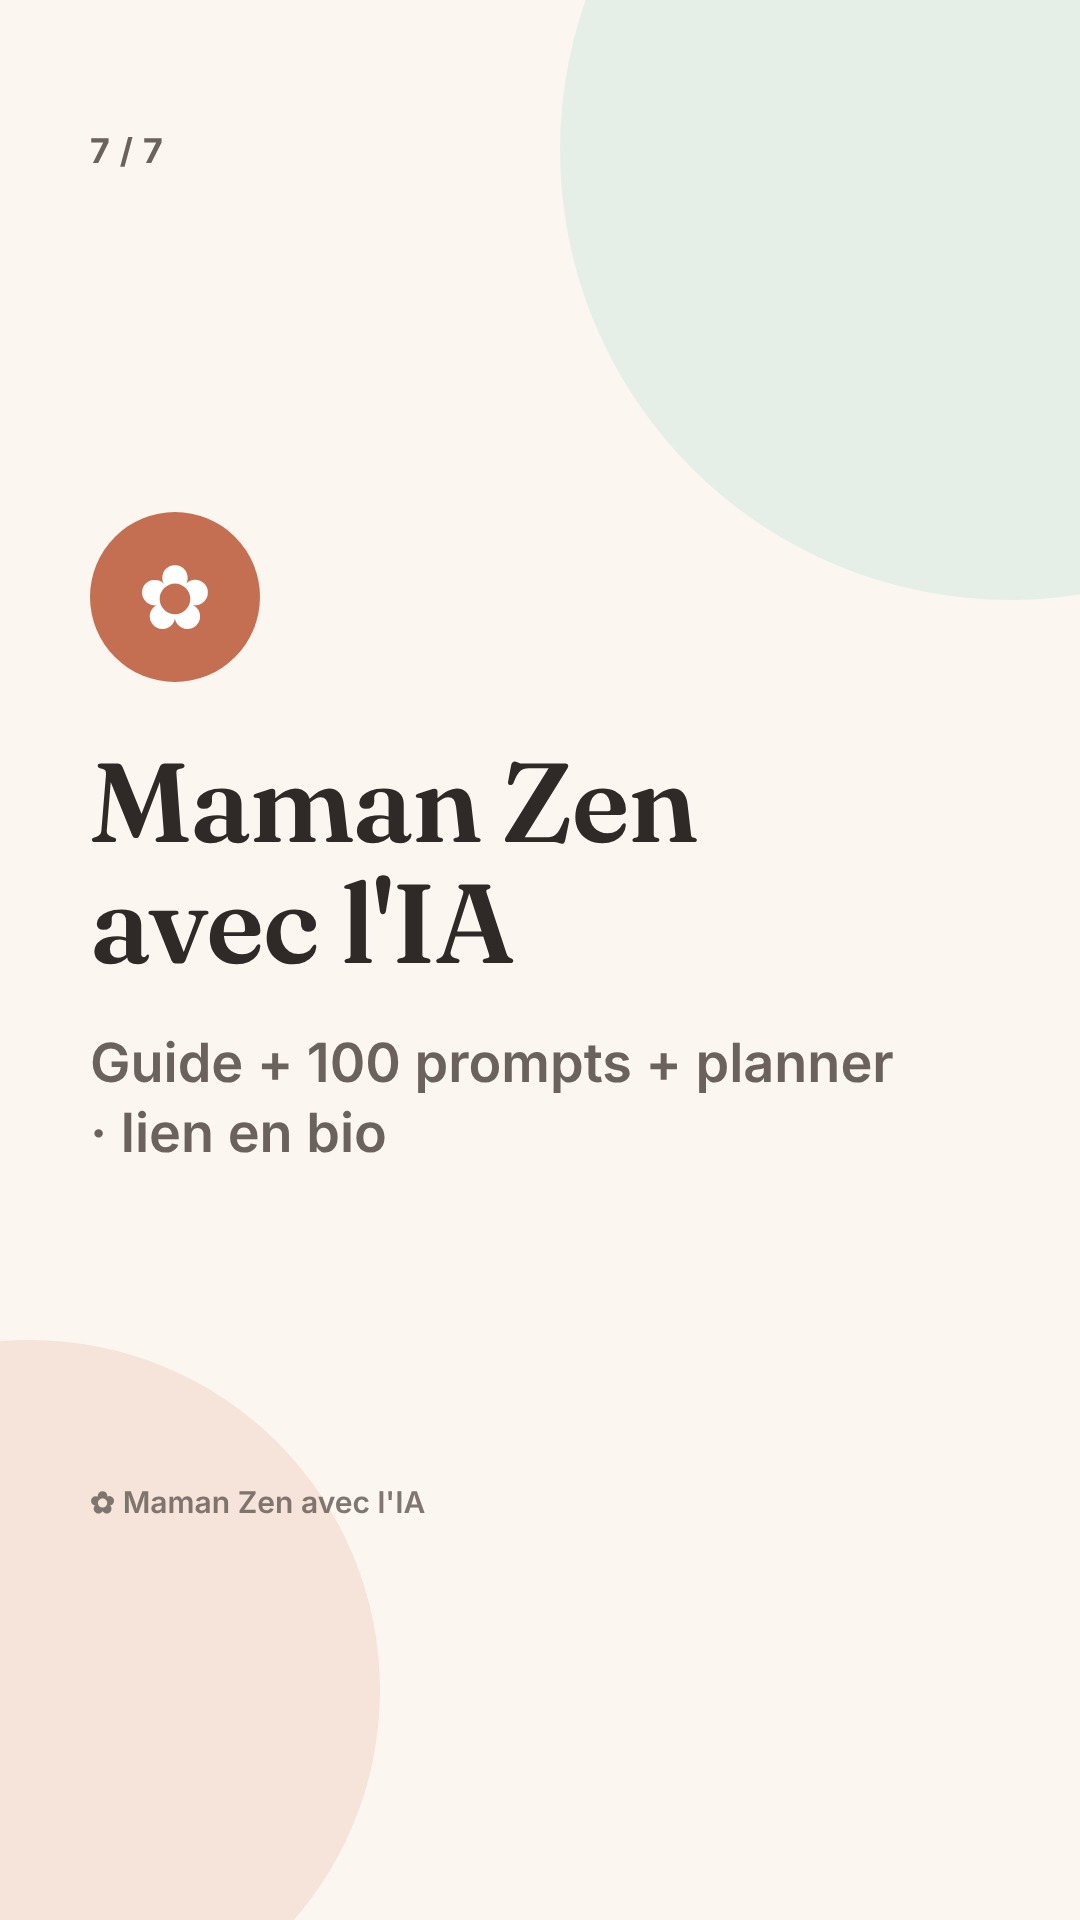 7 / 7
✿
Maman Zen
avec l'IA
Guide + 100 prompts + planner
· lien en bio
✿ Maman Zen avec l'IA